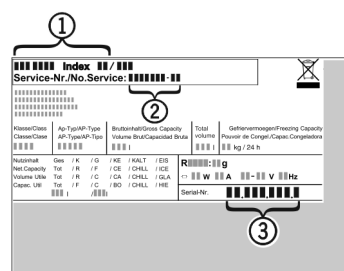 1
Index /
Service-Nr./No.Service: -
2
Klasse/Class Ap-Typ/AP-Type Bruttoinhalt/Gross Capacity Total Gefriervermoegen/Freezing Capacity
Classe/Clase AP-Type/AP-Tipo Volume Brut/Capacidad Bruta volume Pouvoir de Congel./Capac.Congeladora
l l kg / 24 h
Nutzinhalt Ges / K / G / KE / KALT / EIS
Net.Capacity Tot / R / F / CE / CHILL / ICE
Volume Utile Tot / F / C / CA / CHILL / GLA
Capac. Util Tot / F / C / BO / CHILL / HIE
l / l
R : g
W A - V Hz
Serial-Nr. . . .
3